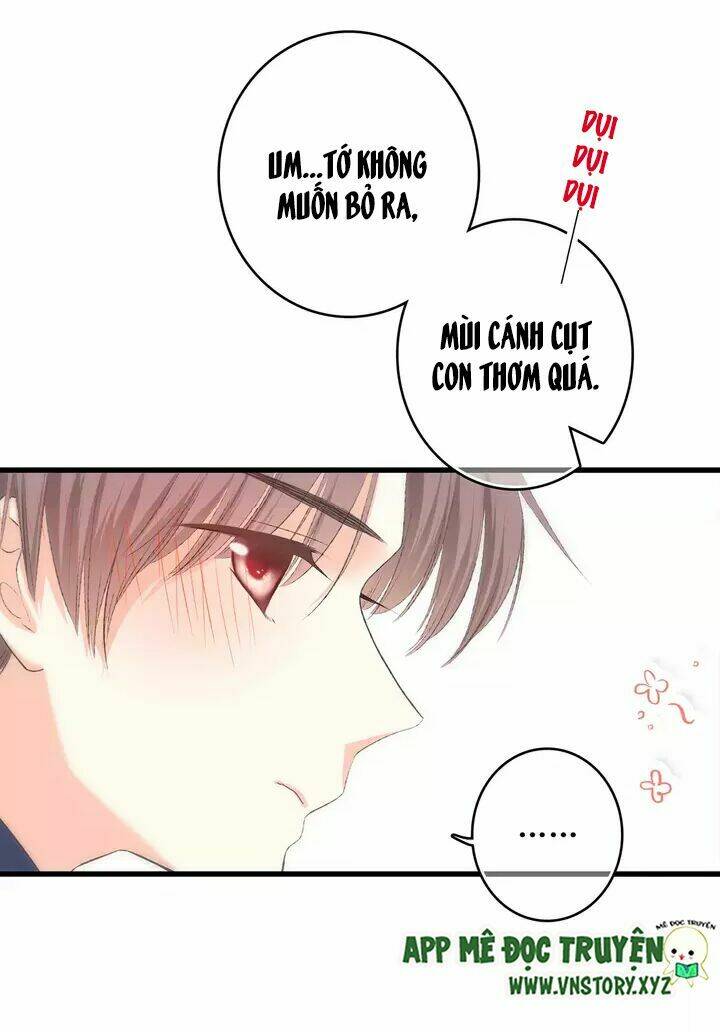 UM...TỚ KHÔNG
MUỐN BỎ RA,
DỤI
DỤI
DỤI
MÙI CÁNH CỤT
CON THƠM QUÁ.
......
MÊ ĐỌC TRUYỆN
APP MÊ ĐỌC TRUYỆN
WWW.VNSTORY.XYZ